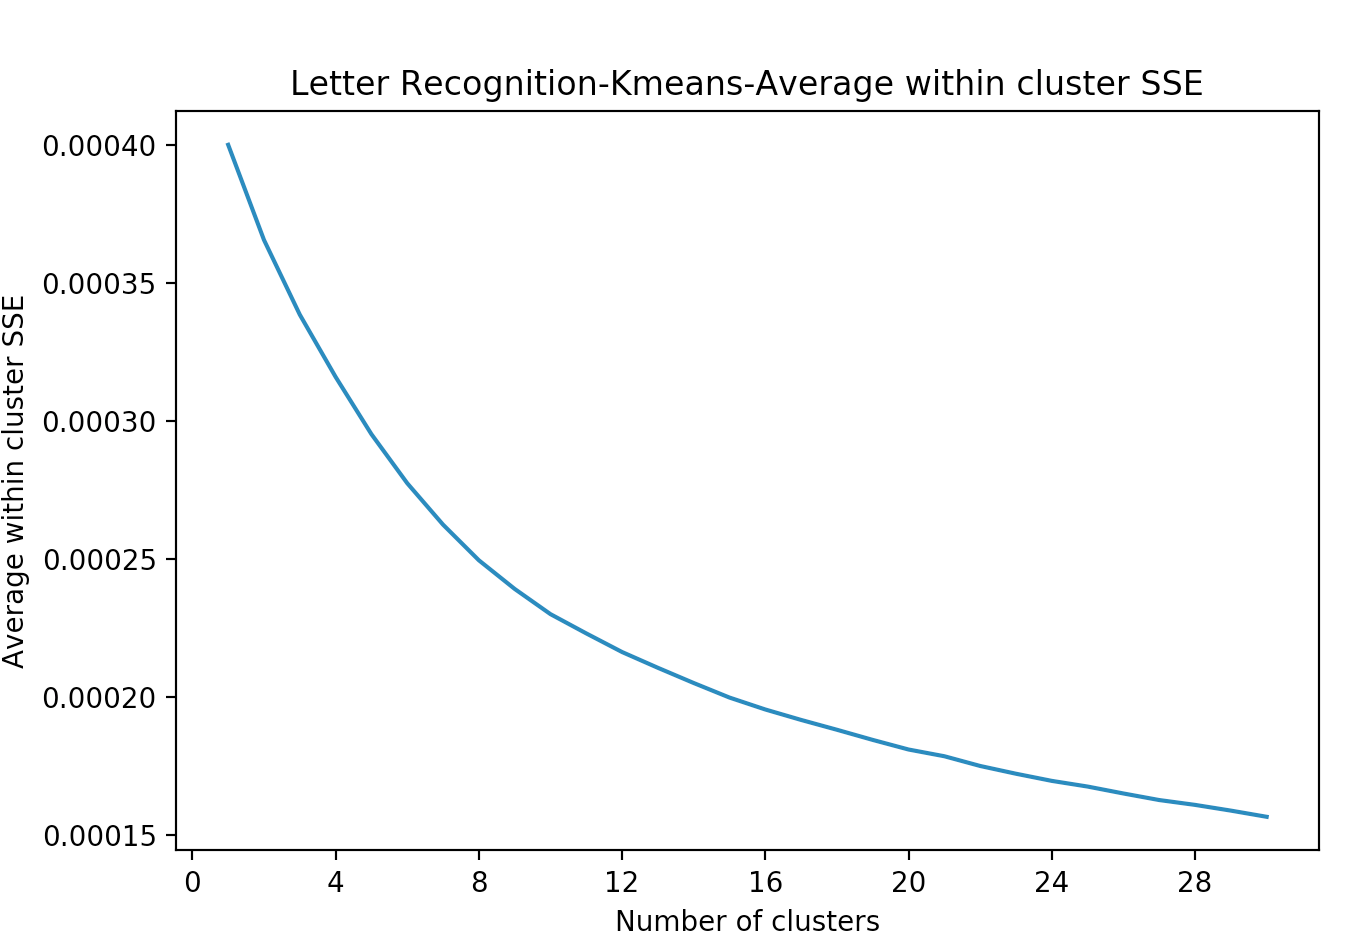 Letter Recognition-Kmeans-Average within cluster SSE
0.00040
0.00035
0.00030
0.00025
0.00020
0.00015
Average within cluster SSE
0 4 8 12 16 20 24 28
Number of clusters